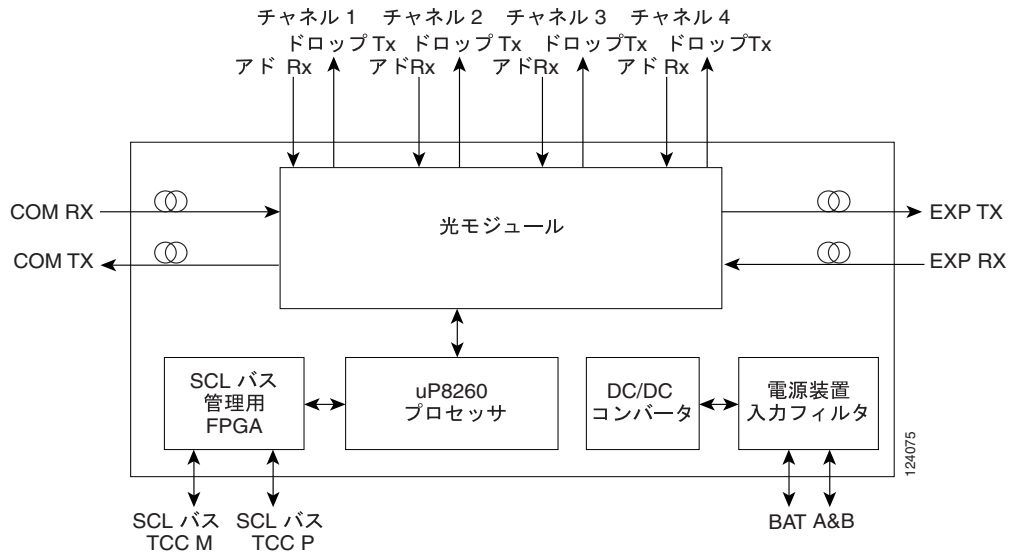 チャネル 1 チャネル 2 チャネル 3 チャネル 4
ドロップ Tx ドロップ Tx ドロップTx ドロップTx
アド Rx アドRx アドRx アド Rx
COM RX
光モジュール
EXP TX
COM TX
EXP RX
SCL バス
管理用
FPGA
uP8260
プロセッサ
DC/DC
コンバータ
電源装置
入力フィルタ
124075
SCL バス
TCC M
SCL バス
TCC P
BAT A&B